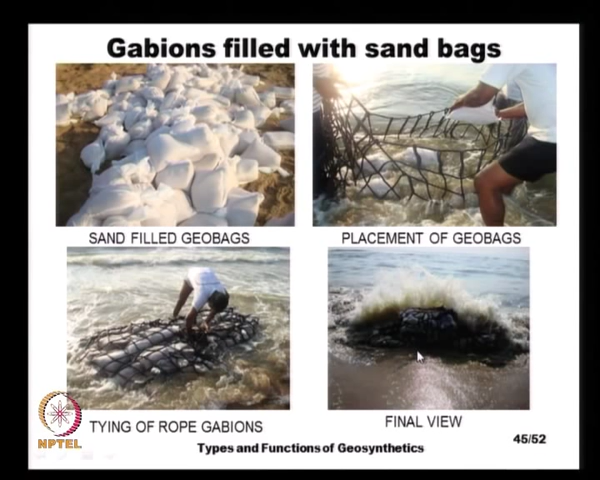 Gabions filled with sand bags
SAND FILLED GEOBAGS
PLACEMENT OF GEOBAGS
TYING OF ROPE GABIONS
FINAL VIEW
NPTEL
Types and Functions of Geosynthetics
45/52